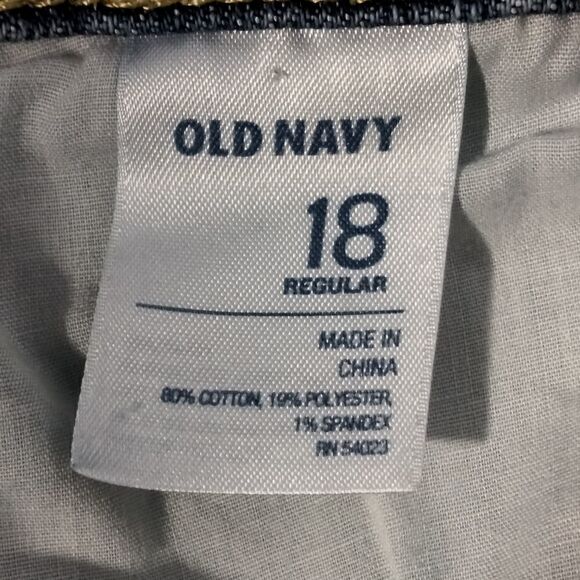 OLD NAVY
18
REGULAR
MADE IN
CHINA
80% COTTON, 19% POLYESTER,
1% SPANDEX
RN 54023